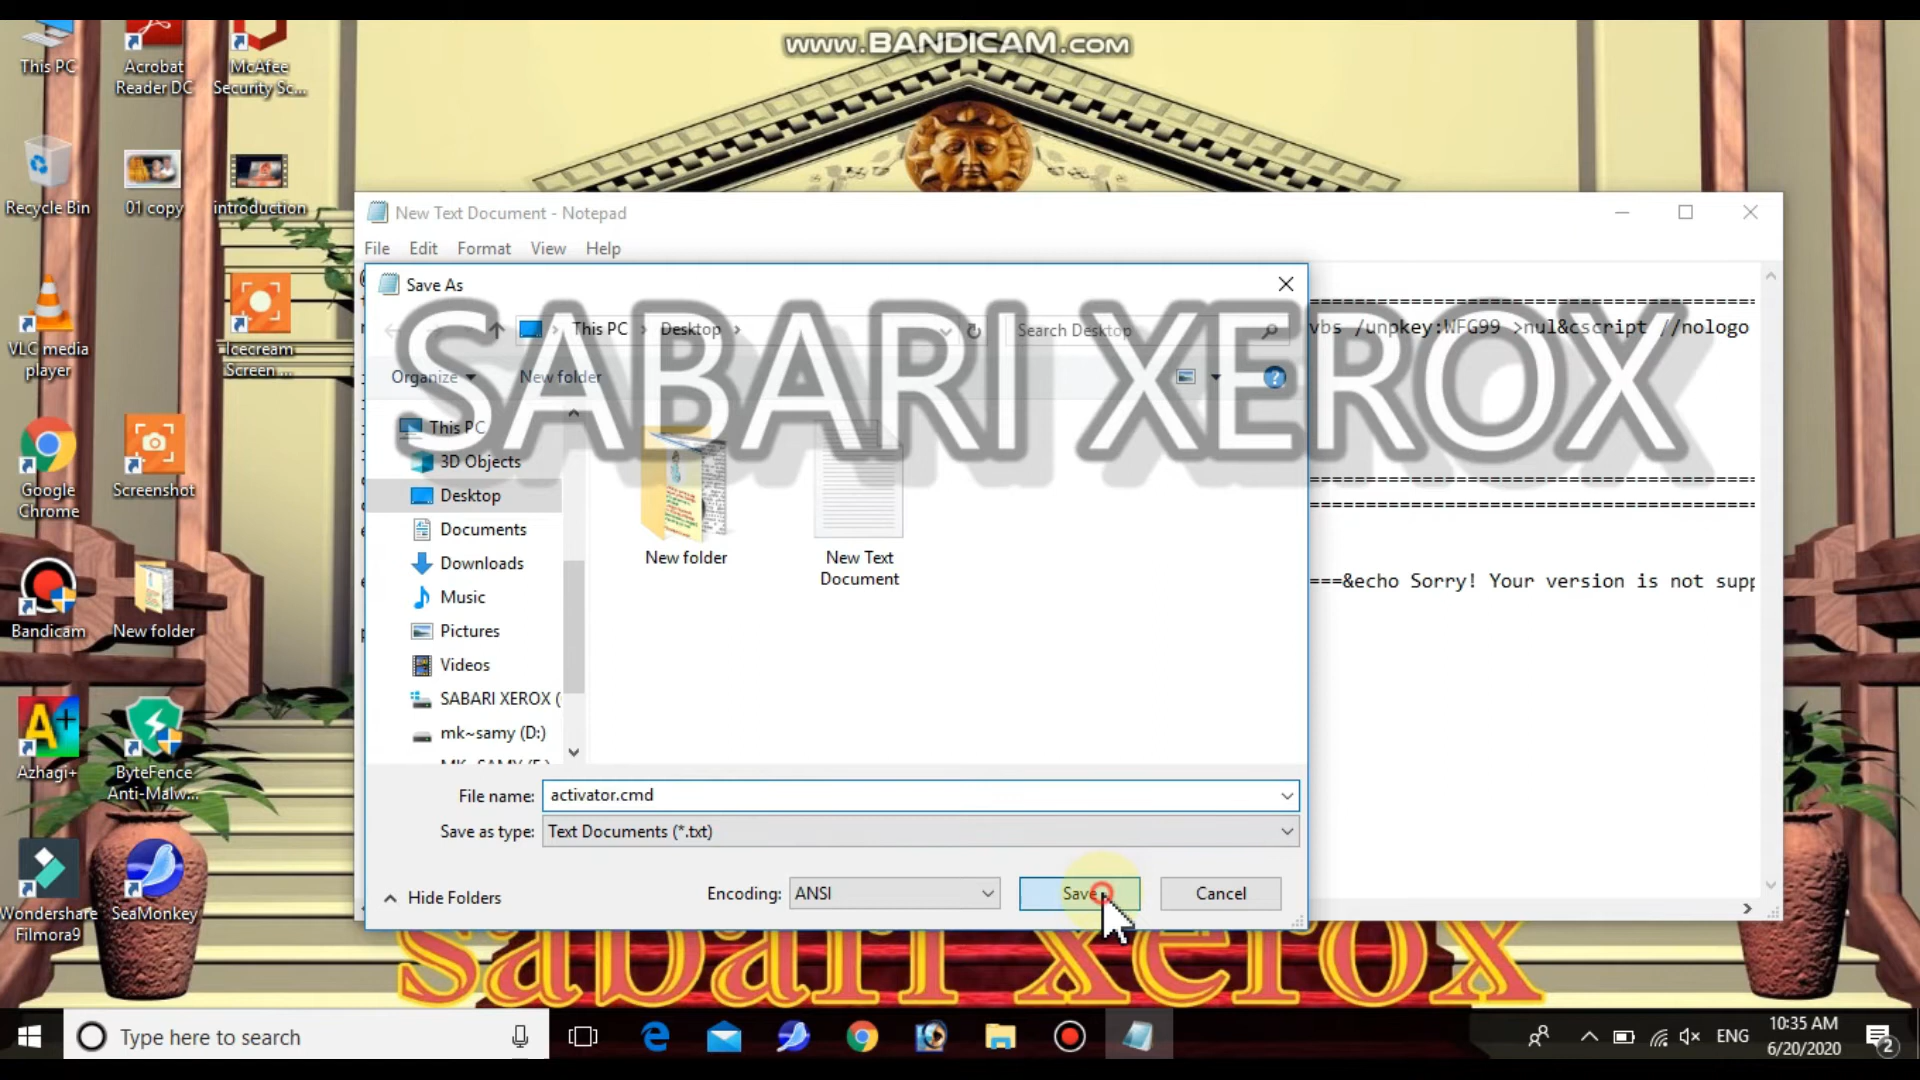 www.BANDICAM.com
This PC
Acrobat
Reader DC
McAfee
Security Sc...
Recycle Bin
01 copy
introduction
VLC media
player
Icecream
Screen ...
Google
Chrome
Screenshot
Bandicam
New folder
Azhagi+
ByteFence
Anti-Malw...
Wondershare
Filmora9
SeaMonkey
New Text Document - Notepad
File Edit Format View Help
Save As
This PC > Desktop >
Search Desktop
vbs /unpkey:WFG99 >nul&cscript //nologo
SABARI XEROX
Organize
New folder
This PC
3D Objects
Desktop
Documents
Downloads
Music
Pictures
Videos
SABARI XEROX (
mk~samy (D:)
New folder
New Text
Document
===&echo Sorry! Your version is not supp
File name: activator.cmd
Save as type: Text Documents (*.txt)
Hide Folders
Encoding: ANSI
Save
Cancel
sabari xerox
Type here to search
ENG
10:35 AM
6/20/2020
2